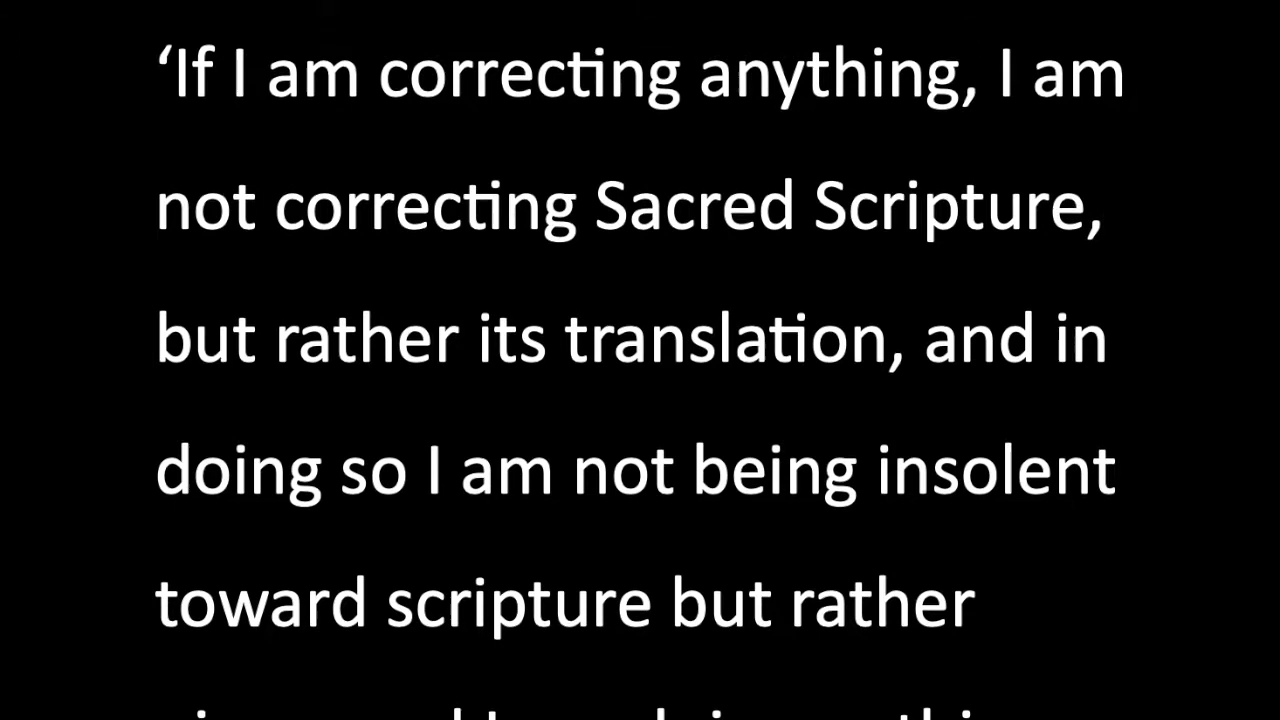 ‘If I am correcting anything, I am
not correcting Sacred Scripture,
but rather its translation, and in
doing so I am not being insolent
toward scripture but rather